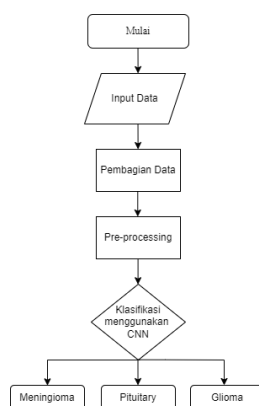 Mulai
Input Data
Pembagian Data
Pre-processing
Klasifikasi
menggunakan
CNN
Meningioma
Pituitary
Glioma